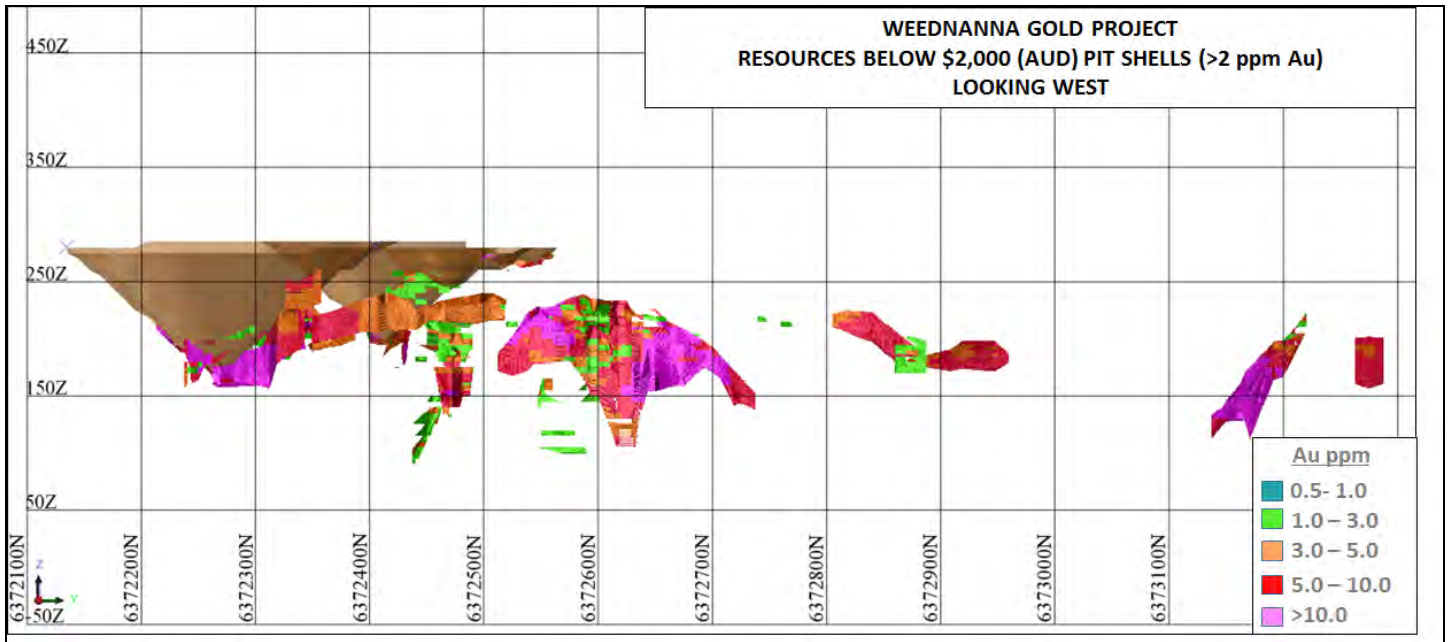 WEEDNANNA GOLD PROJECT
RESOURCES BELOW $2,000 (AUD) PIT SHELLS (>2 ppm Au)
LOOKING WEST
450Z
350Z
250Z
150Z
50Z
-50Z
6372100N
6372200N
6372300N
6372400N
6372500N
6372600N
6372700N
6372800N
6372900N
6373000N
6373100N
Z
Y
Au ppm
0.5- 1.0
1.0 – 3.0
3.0 – 5.0
5.0 – 10.0
>10.0